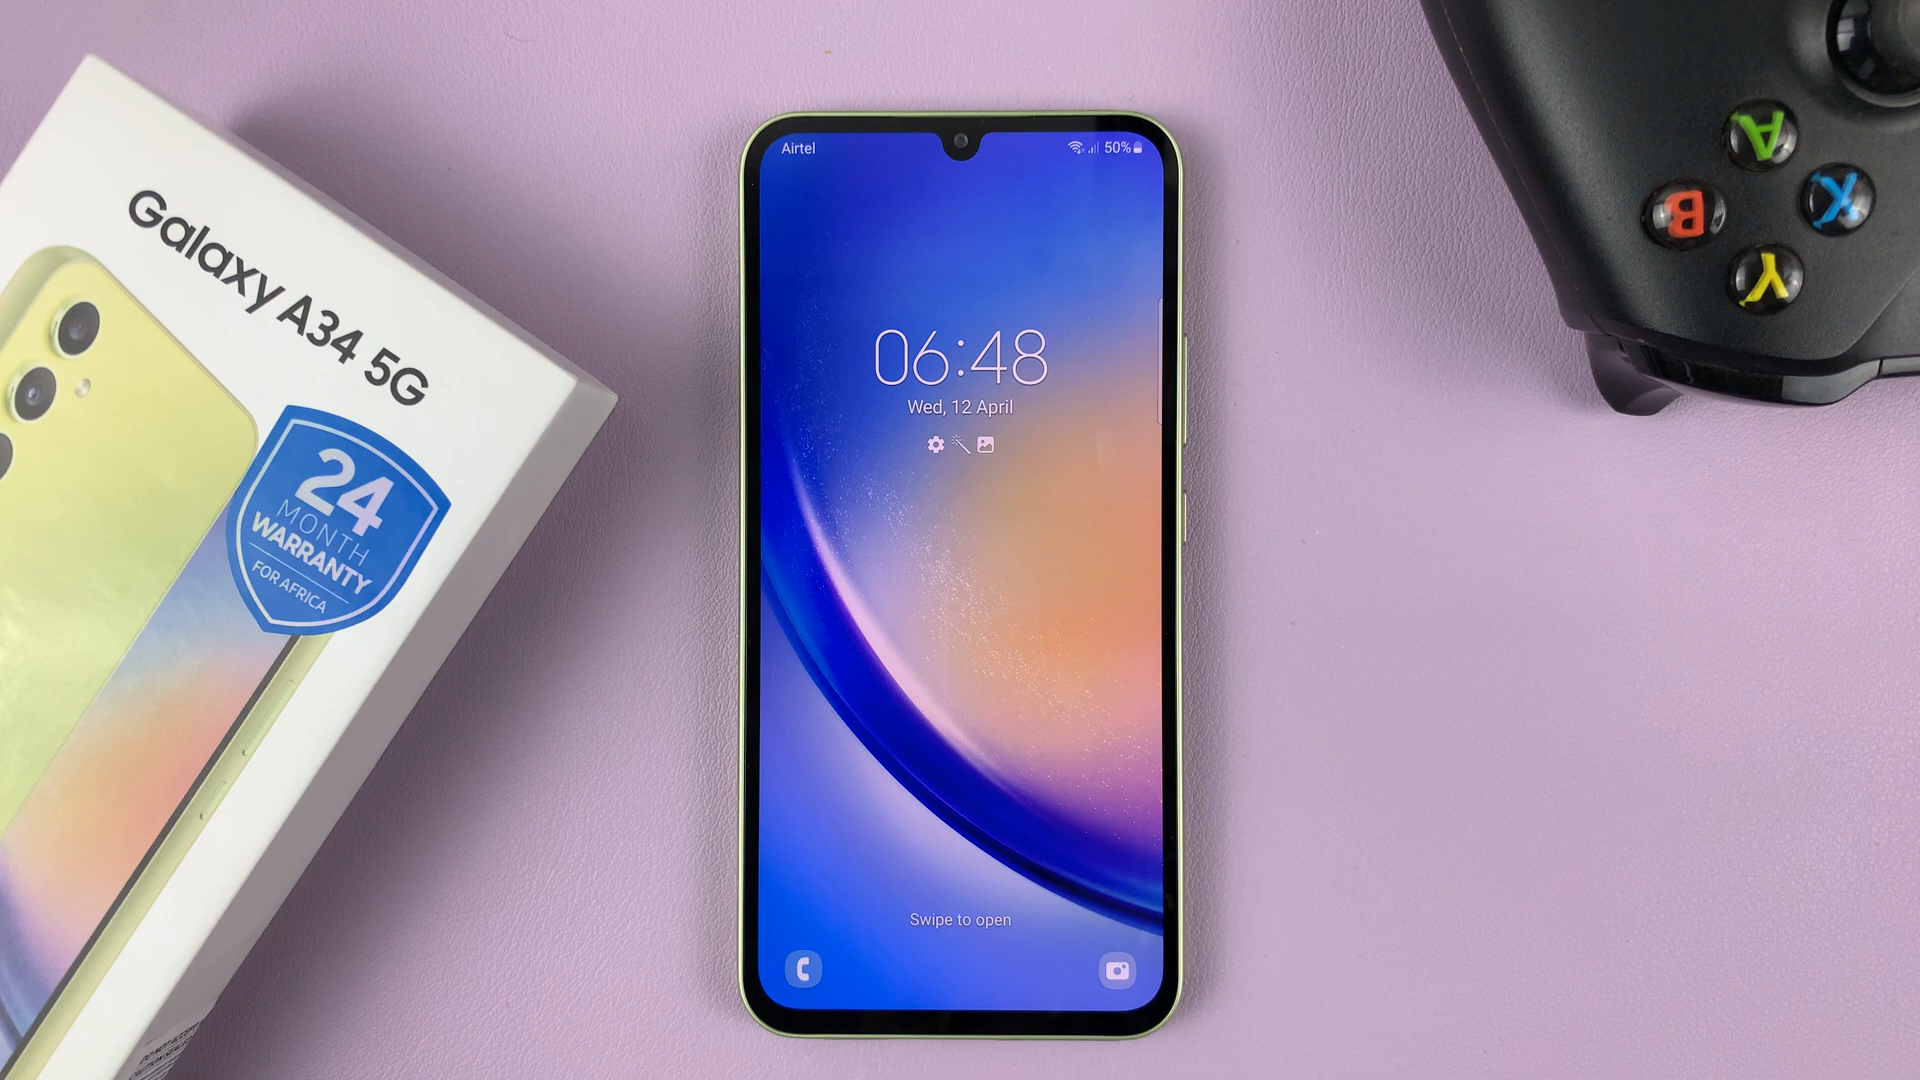 Galaxy A34 5G
24
MONTH
WARRANTY
FOR AFRICA
Airtel
50%
06:48
Wed, 12 April
Swipe to open
A
B
X
Y